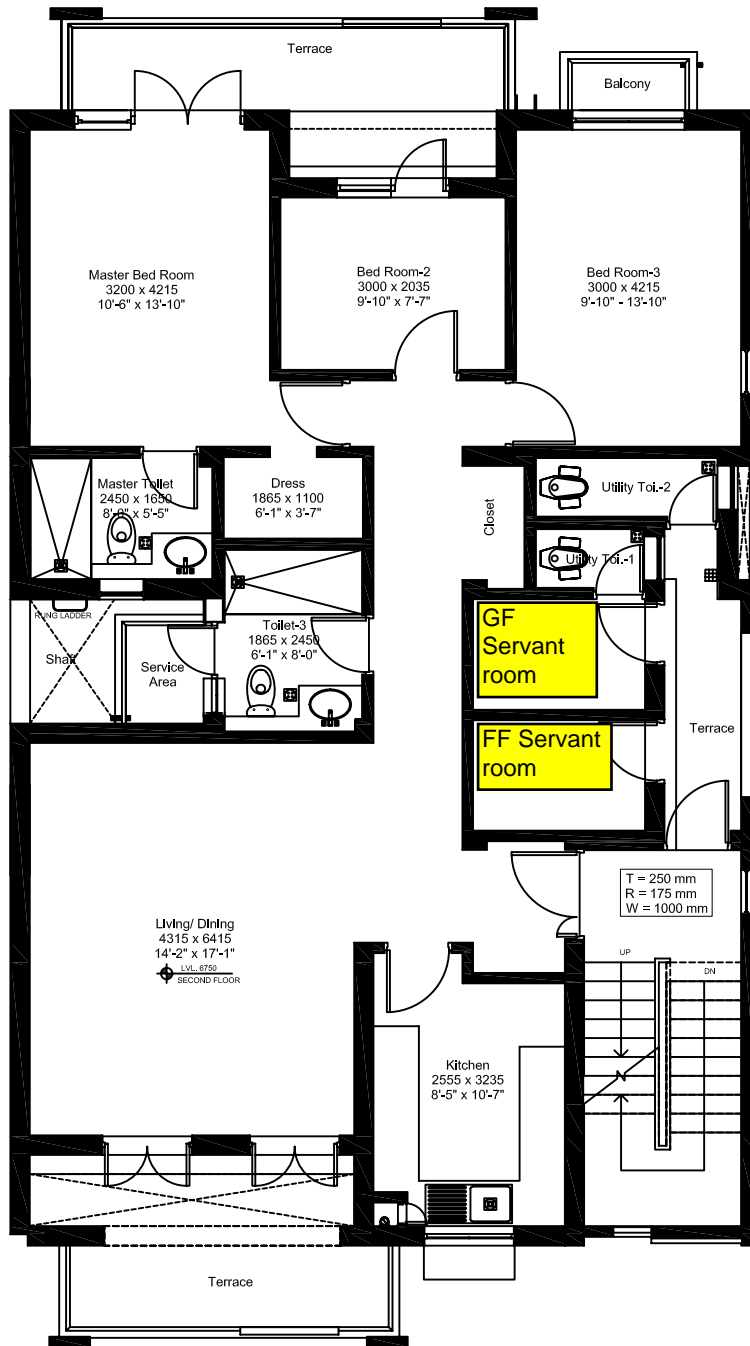 Terrace
Balcony
Master Bed Room
3200 x 4215
10'-6" x 13'-10"
Bed Room-2
3000 x 2035
9'-10" x 7'-7"
Bed Room-3
3000 x 4215
9'-10" - 13'-10"
Master Toilet
2450 x 1650
8'-0" x 5'-5"
Dress
1865 x 1100
6'-1" x 3'-7"
Closet
Utility Toi.-2
Utility Toi.-1
RUNG LADDER
Shaft
Service
Area
Toilet-3
1865 x 2450
6'-1" x 8'-0"
GF
Servant
room
FF Servant
room
Terrace
T = 250 mm
R = 175 mm
W = 1000 mm
Living/ Dining
4315 x 6415
14'-2" x 17'-1"
LVL. 6750
SECOND FLOOR
UP
DN
Kitchen
2555 x 3235
8'-5" x 10'-7"
Terrace